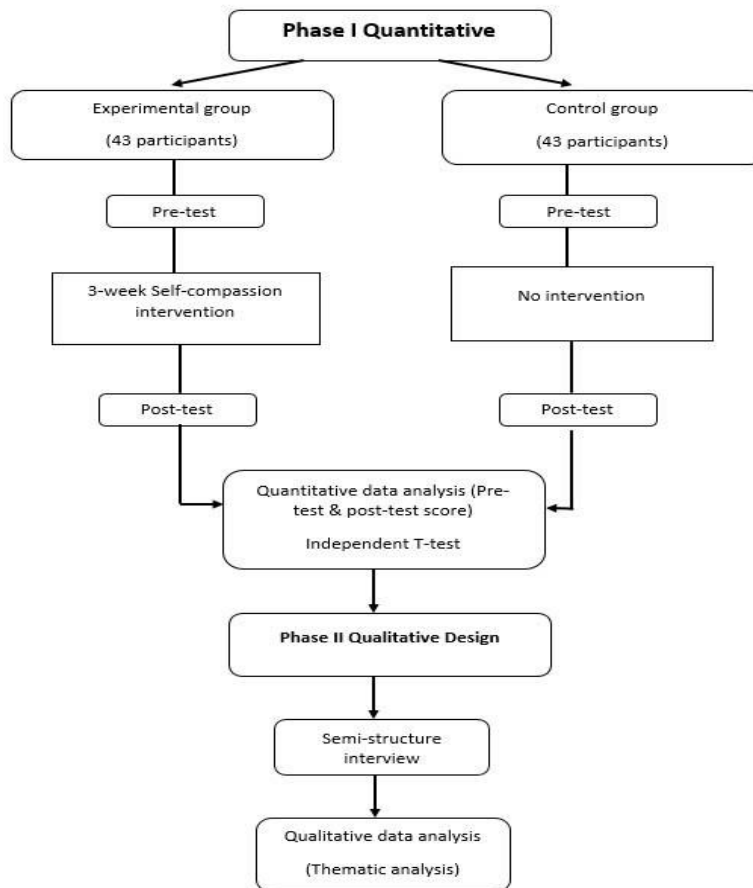 Phase I Quantitative
Experimental group
(43 participants)
Control group
(43 participants)
Pre-test
Pre-test
3-week Self-compassion
intervention
No intervention
Post-test
Post-test
Quantitative data analysis (Pre-
test & post-test score)
Independent T-test
Phase II Qualitative Design
Semi-structure
interview
Qualitative data analysis
(Thematic analysis)